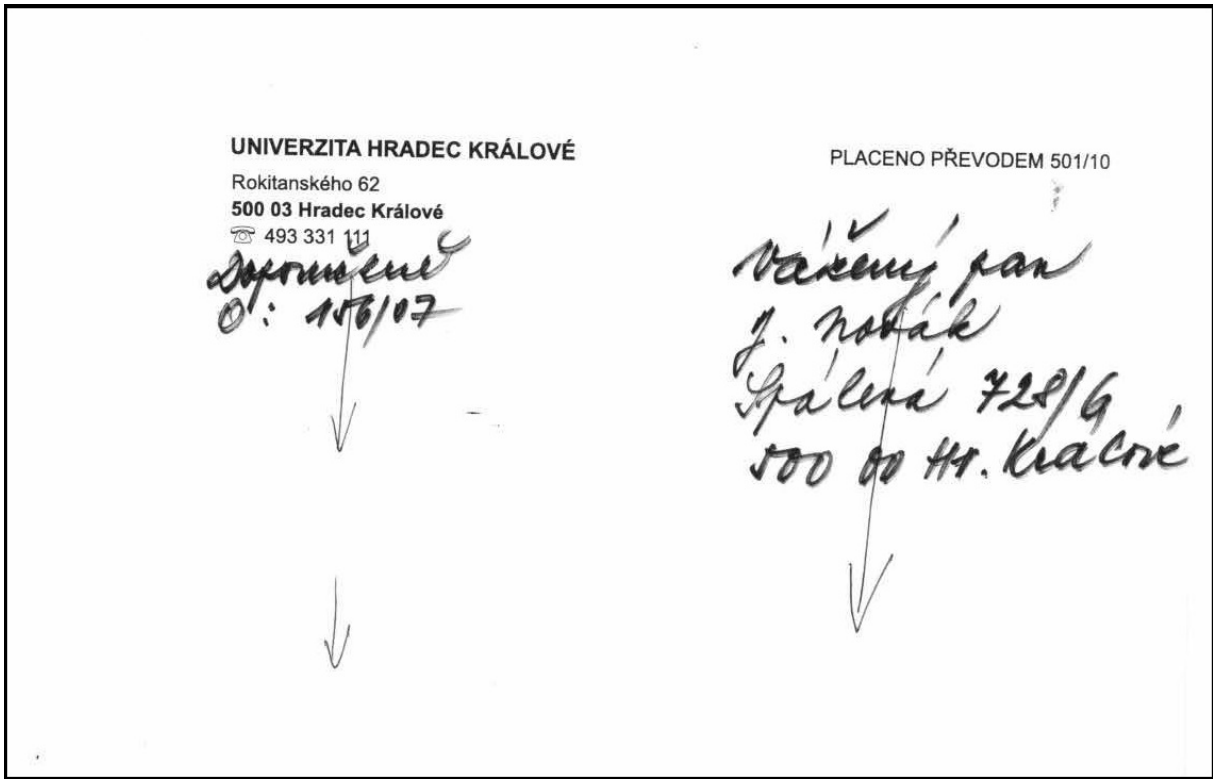 UNIVERZITA HRADEC KRÁLOVÉ
Rokitanského 62
500 03 Hradec Králové
☏ 493 331 111
Doporučeně
O: 156/07
PLACENO PŘEVODEM 501/10
Vážený pan
J. Novák
Spálená 728/G
500 00 Hr. Králové